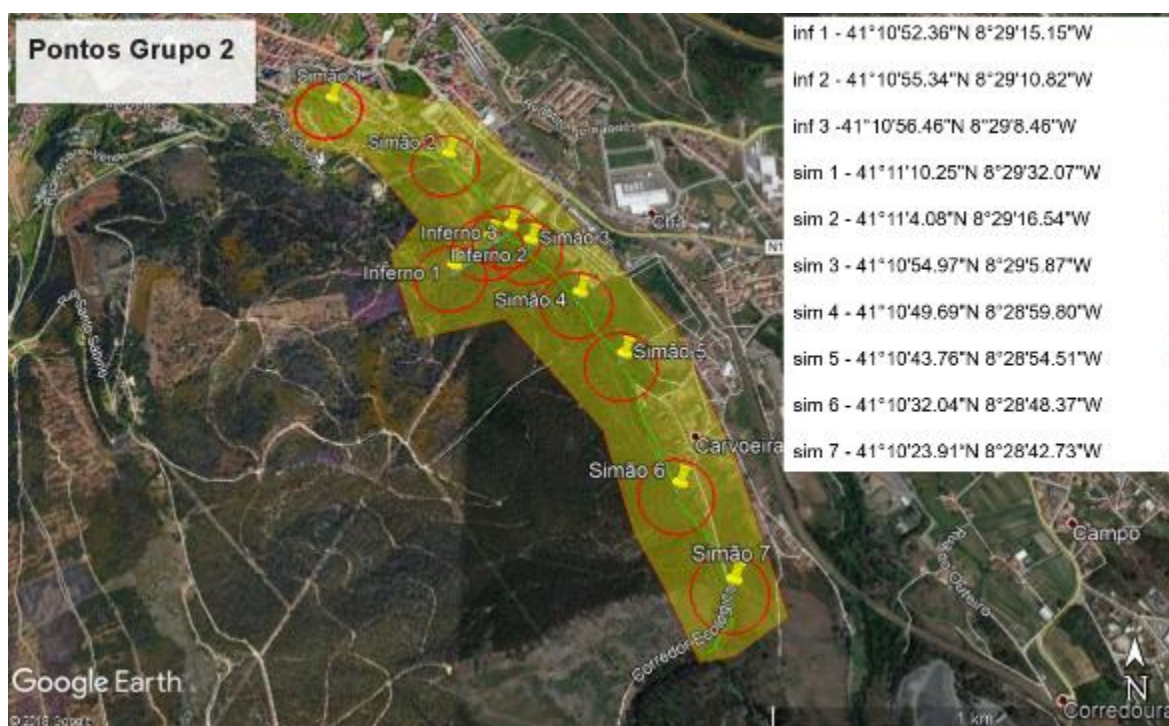 Pontos Grupo 2
inf 1 - 41°10'52.36"N 8°29'15.15"W
inf 2 - 41°10'55.34"N 8°29'10.82"W
inf 3 -41°10'56.46"N 8°29'8.46"W
sim 1 - 41°11'10.25"N 8°29'32.07"W
sim 2 - 41°11'4.08"N 8°29'16.54"W
sim 3 - 41°10'54.97"N 8°29'5.87"W
sim 4 - 41°10'49.69"N 8°28'59.80"W
sim 5 - 41°10'43.76"N 8°28'54.51"W
sim 6 - 41°10'32.04"N 8°28'48.37"W
sim 7 - 41°10'23.91"N 8°28'42.73"W
Simão 1
Simão 2
Chã
Inferno 3
Simão 3
Inferno 2
Inferno 1
Simão 4
Simão 5
Carvoeira
Simão 6
Campo
Simão 7
Corredor Ecológico
Rua do Outeiro
N
Google Earth
1 km
Corredoura